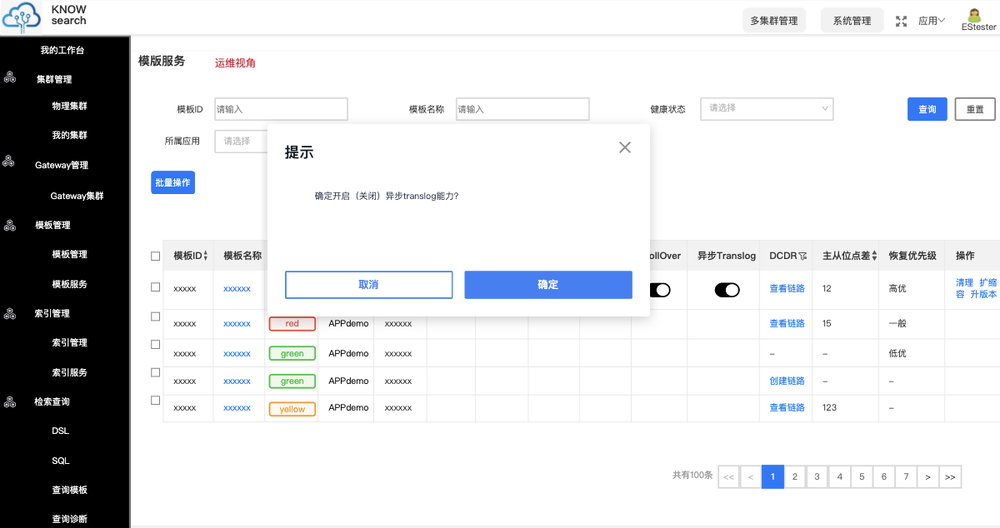 KNOW
search
多集群管理
系统管理
应用
EStester
我的工作台
集群管理
物理集群
我的集群
Gateway管理
Gateway集群
模板管理
模板管理
模板服务
索引管理
索引管理
索引服务
检索查询
DSL
SQL
查询模板
查询诊断
模版服务
运维视角
模板ID
请输入
模板名称
请输入
健康状态
请选择
查询
重置
所属应用
请选择
批量操作
提示
确定开启（关闭）异步translog能力?
取消
确定
模板ID 模板名称 ollOver 异步Translog DCDR 主从位点差 恢复优先级 操作
xxxxx xxxxxx 查看链路 12 高优 清理 扩缩
容 升版本
xxxxx xxxxxx red APPdemo xxxxxx 查看链路 15 一般
xxxxx xxxxxx green APPdemo xxxxxx – – 低优
xxxxx xxxxxx green APPdemo xxxxxx 创建链路 – –
xxxxx xxxxxx yellow APPdemo xxxxxx 查看链路 123 –
共有100条 << < 1 2 3 4 5 6 7 > >>